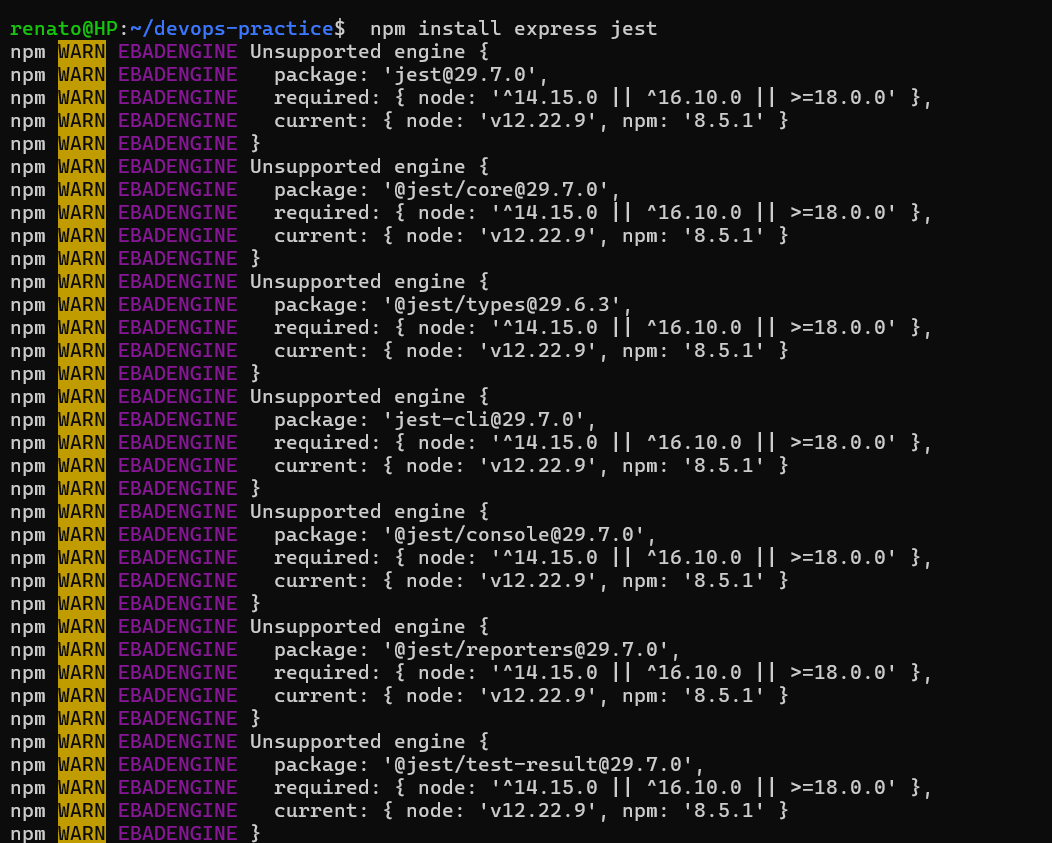 renato@HP:~/devops-practice$  npm install express jest
npm WARN EBADENGINE Unsupported engine {
npm WARN EBADENGINE   package: 'jest@29.7.0',
npm WARN EBADENGINE   required: { node: '^14.15.0 || ^16.10.0 || >=18.0.0' },
npm WARN EBADENGINE   current: { node: 'v12.22.9', npm: '8.5.1' }
npm WARN EBADENGINE }
npm WARN EBADENGINE Unsupported engine {
npm WARN EBADENGINE   package: '@jest/core@29.7.0',
npm WARN EBADENGINE   required: { node: '^14.15.0 || ^16.10.0 || >=18.0.0' },
npm WARN EBADENGINE   current: { node: 'v12.22.9', npm: '8.5.1' }
npm WARN EBADENGINE }
npm WARN EBADENGINE Unsupported engine {
npm WARN EBADENGINE   package: '@jest/types@29.6.3',
npm WARN EBADENGINE   required: { node: '^14.15.0 || ^16.10.0 || >=18.0.0' },
npm WARN EBADENGINE   current: { node: 'v12.22.9', npm: '8.5.1' }
npm WARN EBADENGINE }
npm WARN EBADENGINE Unsupported engine {
npm WARN EBADENGINE   package: 'jest-cli@29.7.0',
npm WARN EBADENGINE   required: { node: '^14.15.0 || ^16.10.0 || >=18.0.0' },
npm WARN EBADENGINE   current: { node: 'v12.22.9', npm: '8.5.1' }
npm WARN EBADENGINE }
npm WARN EBADENGINE Unsupported engine {
npm WARN EBADENGINE   package: '@jest/console@29.7.0',
npm WARN EBADENGINE   required: { node: '^14.15.0 || ^16.10.0 || >=18.0.0' },
npm WARN EBADENGINE   current: { node: 'v12.22.9', npm: '8.5.1' }
npm WARN EBADENGINE }
npm WARN EBADENGINE Unsupported engine {
npm WARN EBADENGINE   package: '@jest/reporters@29.7.0',
npm WARN EBADENGINE   required: { node: '^14.15.0 || ^16.10.0 || >=18.0.0' },
npm WARN EBADENGINE   current: { node: 'v12.22.9', npm: '8.5.1' }
npm WARN EBADENGINE }
npm WARN EBADENGINE Unsupported engine {
npm WARN EBADENGINE   package: '@jest/test-result@29.7.0',
npm WARN EBADENGINE   required: { node: '^14.15.0 || ^16.10.0 || >=18.0.0' },
npm WARN EBADENGINE   current: { node: 'v12.22.9', npm: '8.5.1' }
npm WARN EBADENGINE }